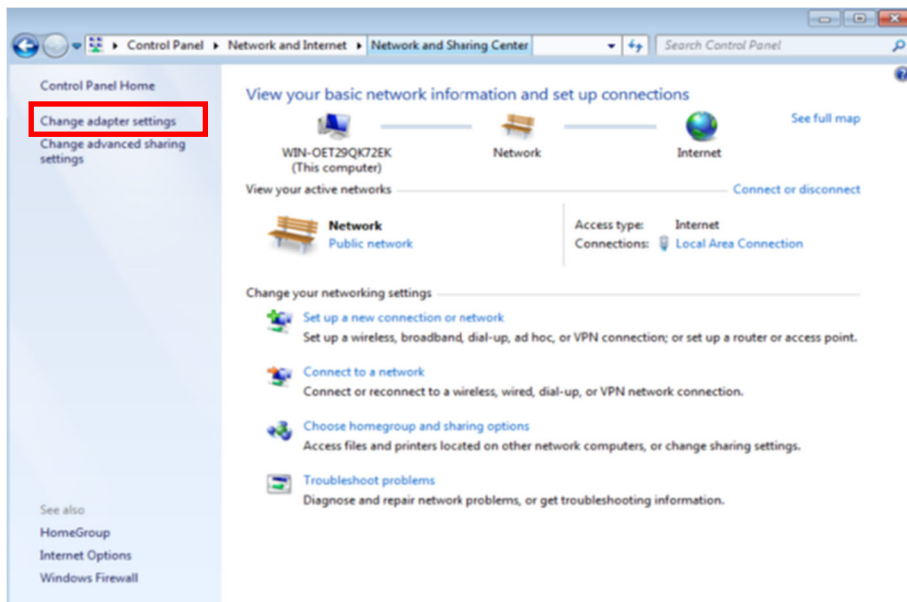 Control Panel Network and Internet Network and Sharing Center Search Control Panel
Control Panel Home
Change adapter settings
Change advanced sharing
settings
See also
HomeGroup
Internet Options
Windows Firewall
View your basic network information and set up connections
See full map
WIN-OET29QK72EK
(This computer)
Network
Internet
View your active networks
Connect or disconnect
Network
Public network
Access type: Internet
Connections: Local Area Connection
Change your networking settings
Set up a new connection or network
Set up a wireless, broadband, dial-up, ad hoc, or VPN connection; or set up a router or access point.
Connect to a network
Connect or reconnect to a wireless, wired, dial-up, or VPN network connection.
Choose homegroup and sharing options
Access files and printers located on other network computers, or change sharing settings.
Troubleshoot problems
Diagnose and repair network problems, or get troubleshooting information.